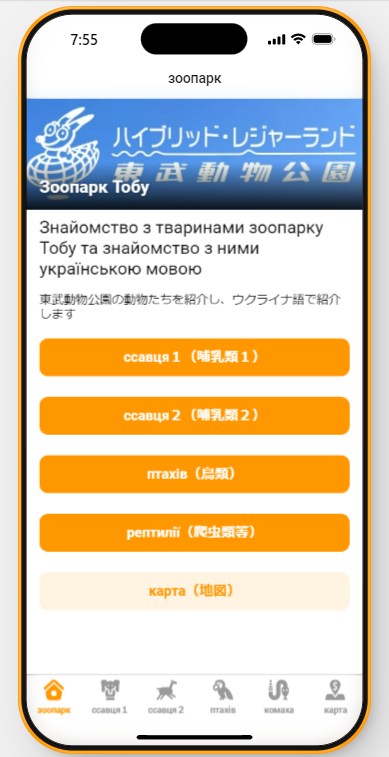 7:55
зоопарк
ハイブリッド・レジャーランド
東武動物公園
Зоопарк Тобу
Знайомство з тваринами зоопарку
Тобу та знайомство з ними
українською мовою
東武動物公園の動物たちを紹介し、ウクライナ語で紹介
します
ссавця 1（哺乳類１）
ссавця 2（哺乳類２）
птахів（鳥類）
рептилії（爬虫類等）
карта（地図）
зоопарк
ссавця 1
ссавця 2
птахів
комаха
карта